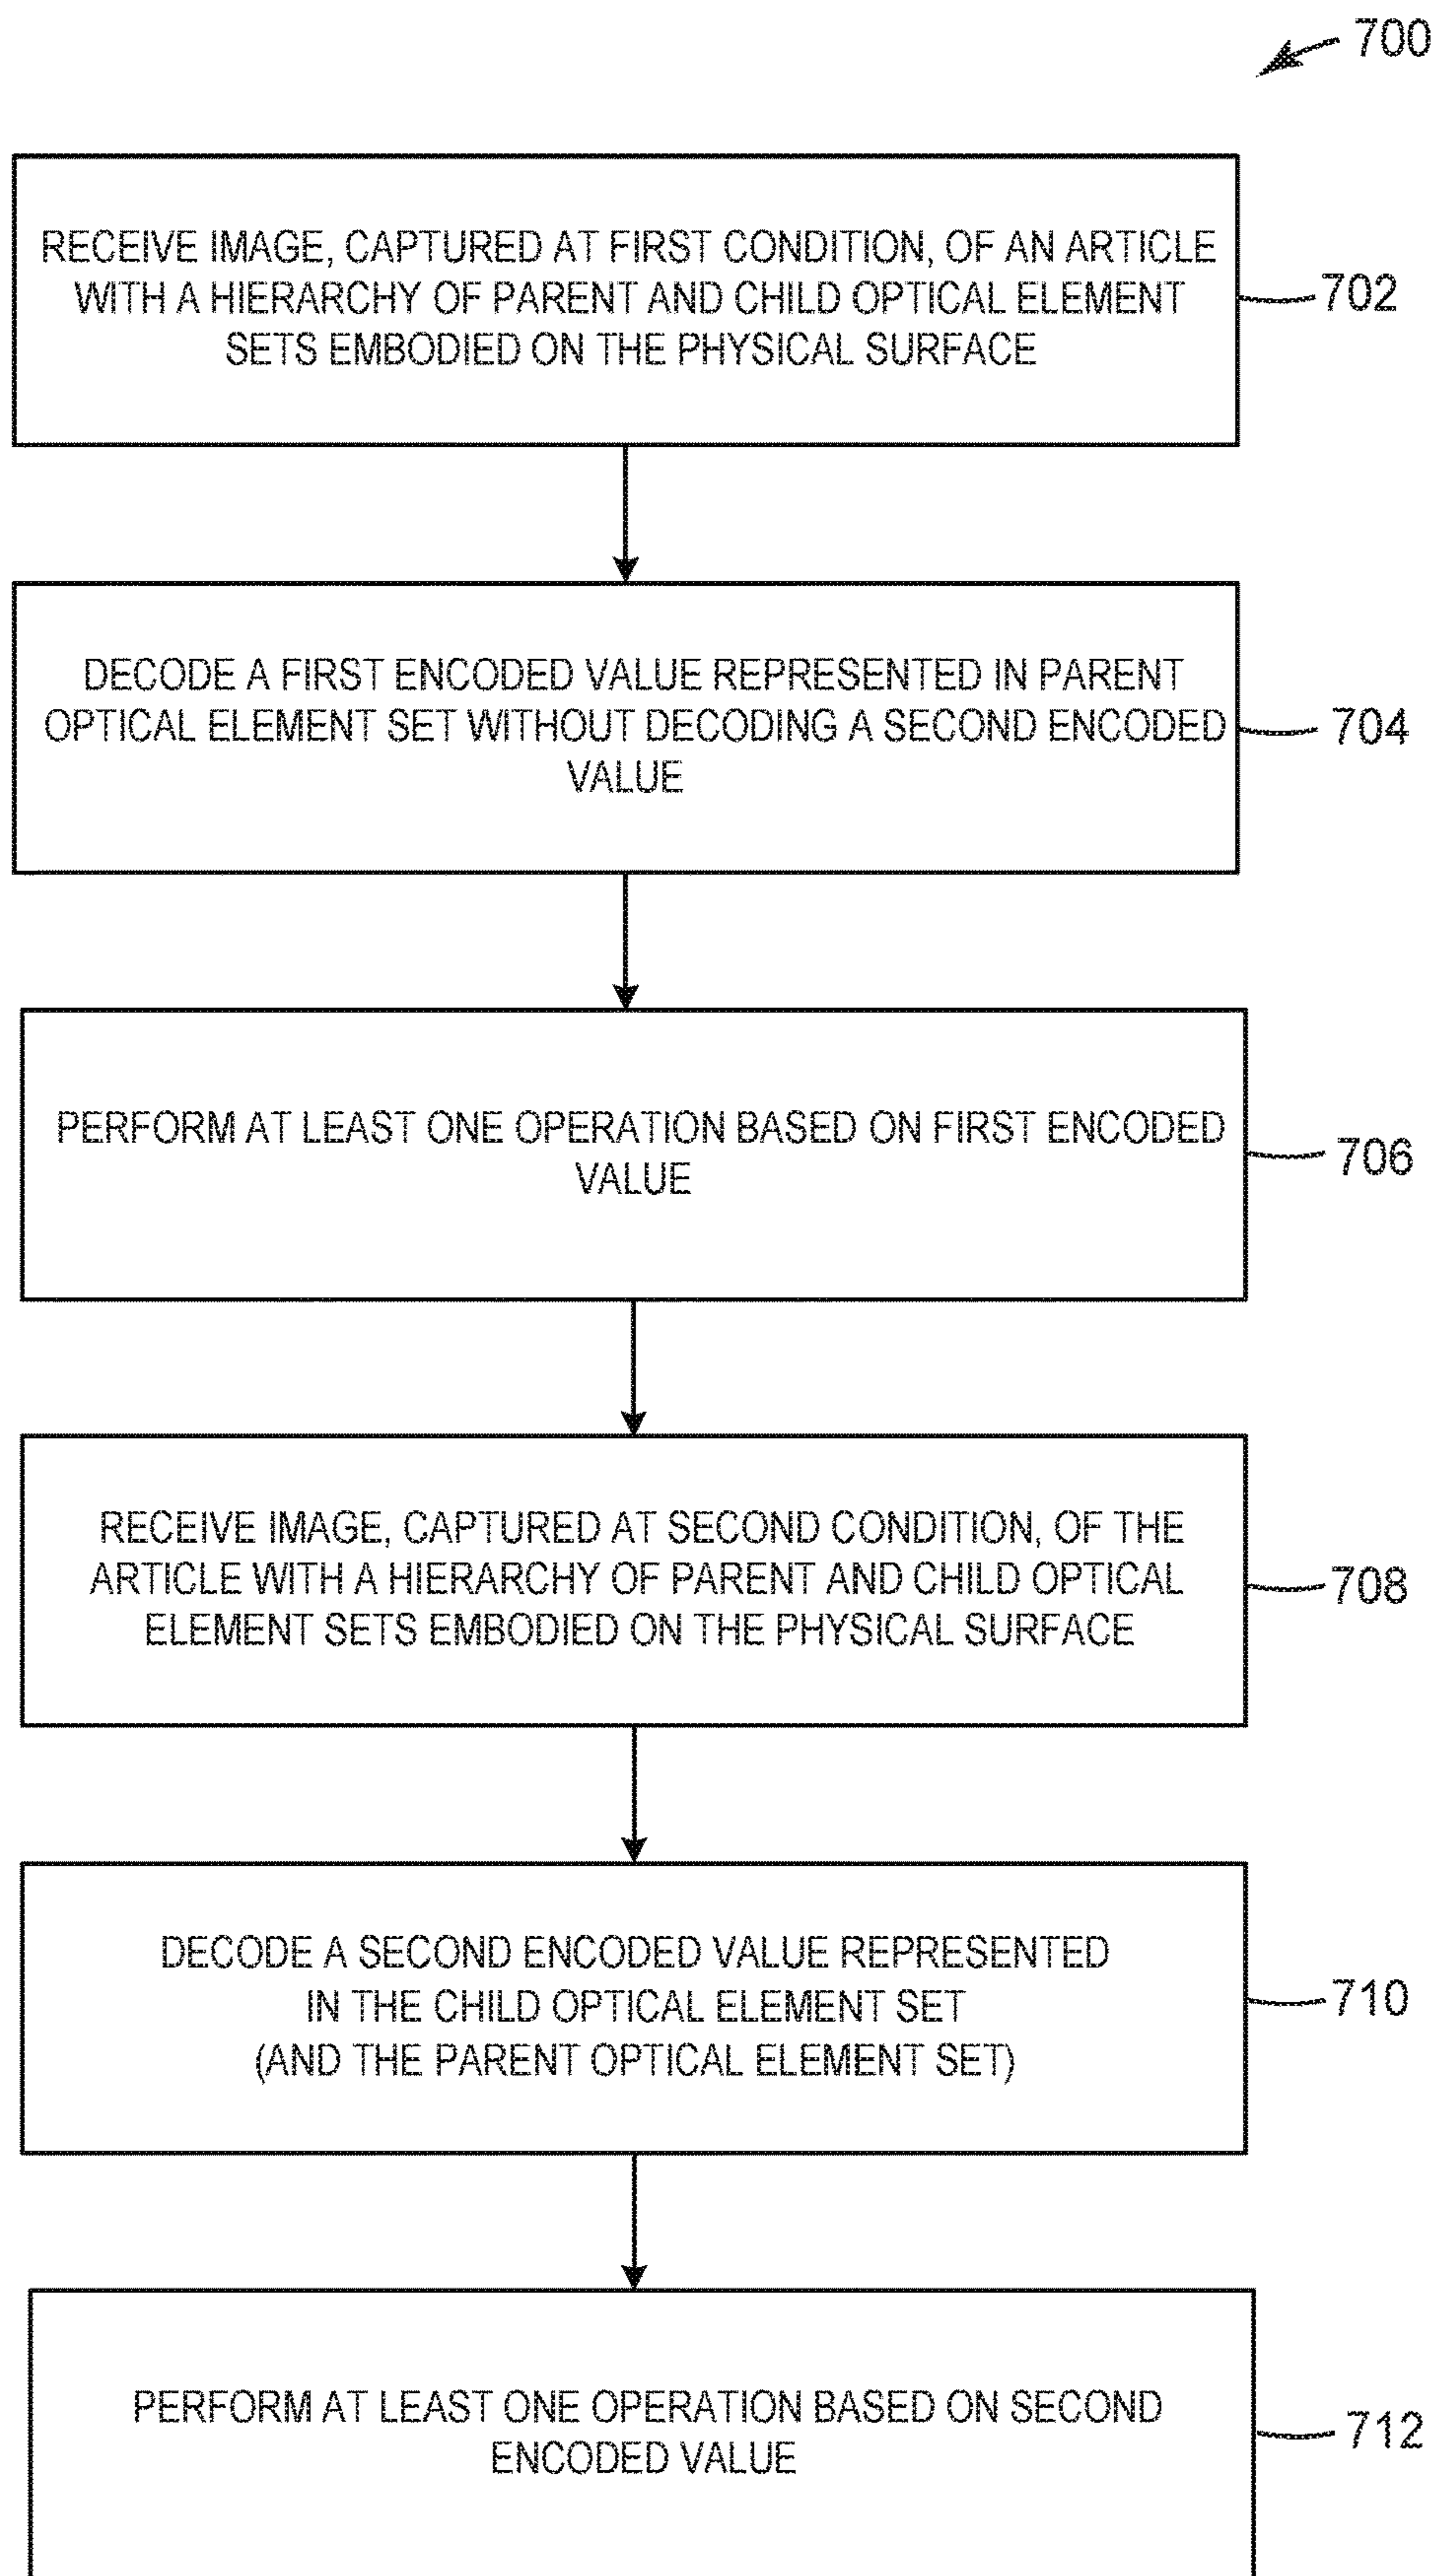 700
RECEIVE IMAGE, CAPTURED AT FIRST CONDITION, OF AN ARTICLE
WITH A HIERARCHY OF PARENT AND CHILD OPTICAL ELEMENT
SETS EMBODIED ON THE PHYSICAL SURFACE
702
DECODE A FIRST ENCODED VALUE REPRESENTED IN PARENT
OPTICAL ELEMENT SET WITHOUT DECODING A SECOND ENCODED
VALUE
704
PERFORM AT LEAST ONE OPERATION BASED ON FIRST ENCODED
VALUE
706
RECEIVE IMAGE, CAPTURED AT SECOND CONDITION, OF THE
ARTICLE WITH A HIERARCHY OF PARENT AND CHILD OPTICAL
ELEMENT SETS EMBODIED ON THE PHYSICAL SURFACE
708
DECODE A SECOND ENCODED VALUE REPRESENTED
IN THE CHILD OPTICAL ELEMENT SET
(AND THE PARENT OPTICAL ELEMENT SET)
710
PERFORM AT LEAST ONE OPERATION BASED ON SECOND
ENCODED VALUE
712